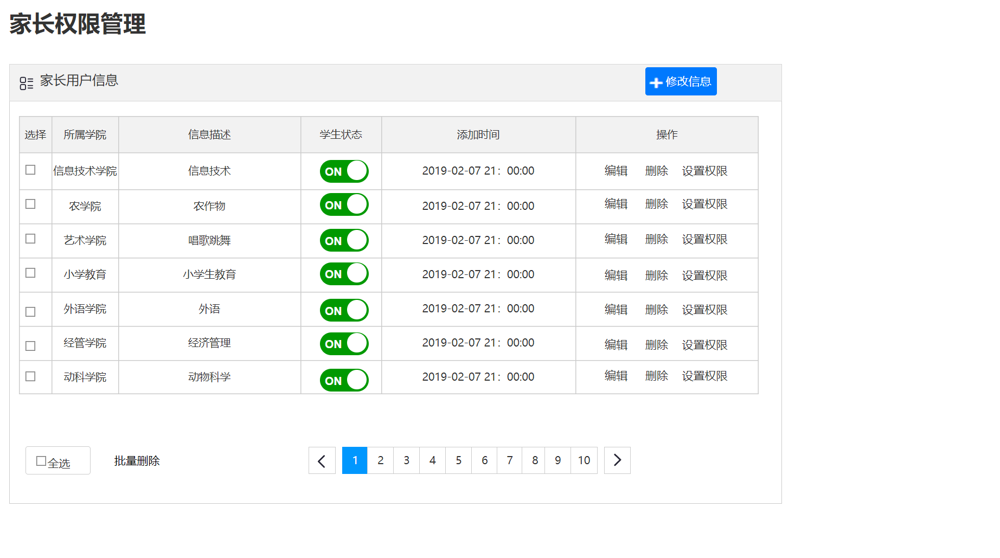 家长权限管理
家长用户信息
修改信息
选择 所属学院 信息描述 学生状态 添加时间 操作
信息技术学院 信息技术 ON 2019-02-07 21：00:00 编辑 删除 设置权限
农学院 农作物 ON 2019-02-07 21：00:00 编辑 删除 设置权限
艺术学院 唱歌跳舞 ON 2019-02-07 21：00:00 编辑 删除 设置权限
小学教育 小学生教育 ON 2019-02-07 21：00:00 编辑 删除 设置权限
外语学院 外语 ON 2019-02-07 21：00:00 编辑 删除 设置权限
经管学院 经济管理 ON 2019-02-07 21：00:00 编辑 删除 设置权限
动科学院 动物科学 ON 2019-02-07 21：00:00 编辑 删除 设置权限
全选 批量删除 1 2 3 4 5 6 7 8 9 10